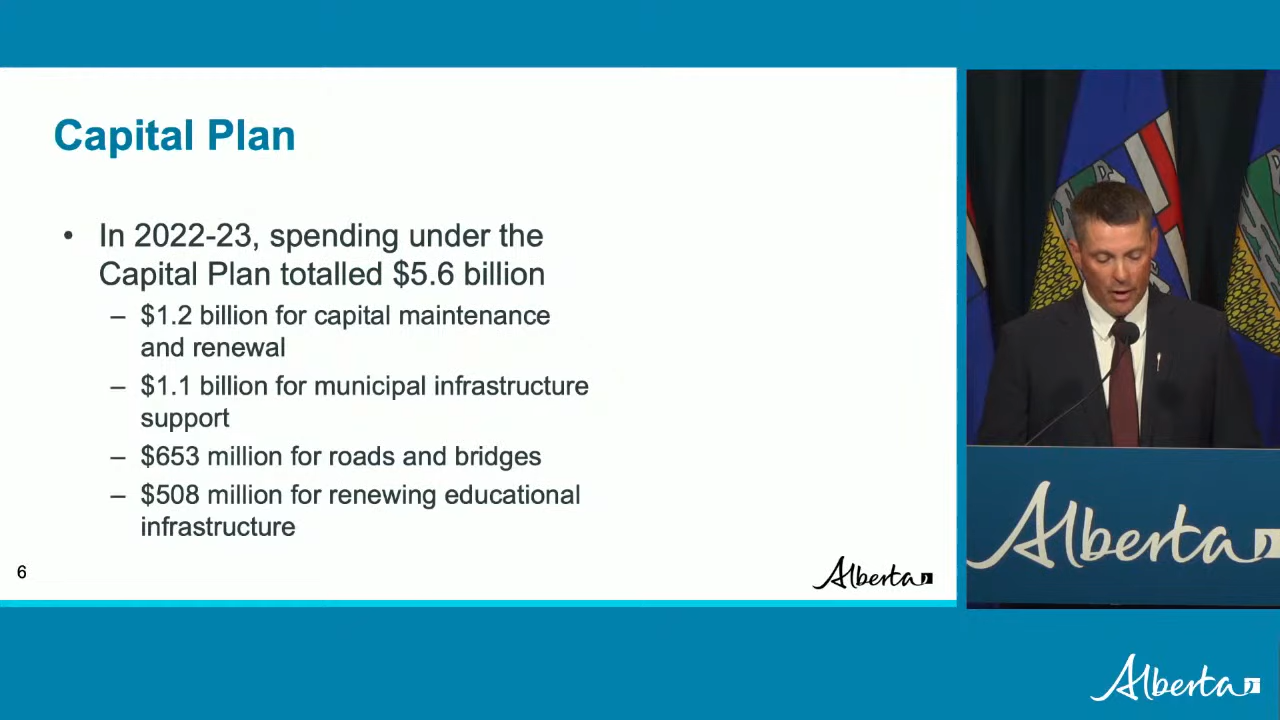 Capital Plan
• In 2022-23, spending under the
Capital Plan totalled $5.6 billion
– $1.2 billion for capital maintenance
and renewal
– $1.1 billion for municipal infrastructure
support
– $653 million for roads and bridges
– $508 million for renewing educational
infrastructure
6
Alberta
Alberta
Alberta